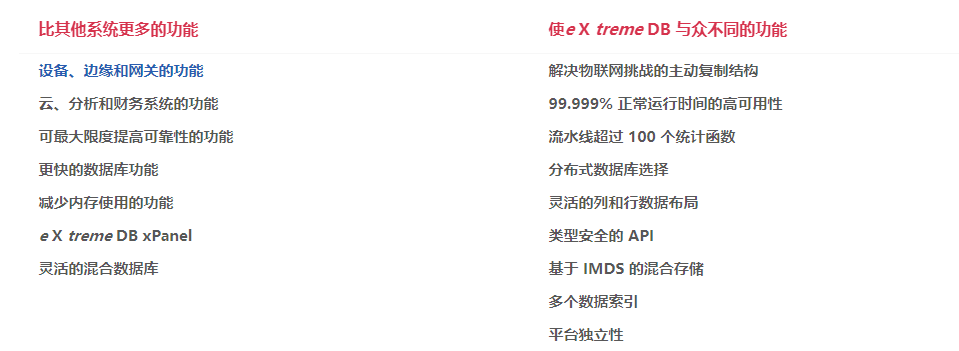 比其他系统更多的功能
设备、边缘和网关的功能
云、分析和财务系统的功能
可最大限度提高可靠性的功能
更快的数据库功能
减少内存使用的功能
e X treme DB xPanel
灵活的混合数据库
使e X treme DB 与众不同的功能
解决物联网挑战的主动复制结构
99.999% 正常运行时间的高可用性
流水线超过 100 个统计函数
分布式数据库选择
灵活的列和行数据布局
类型安全的 API
基于 IMDS 的混合存储
多个数据索引
平台独立性